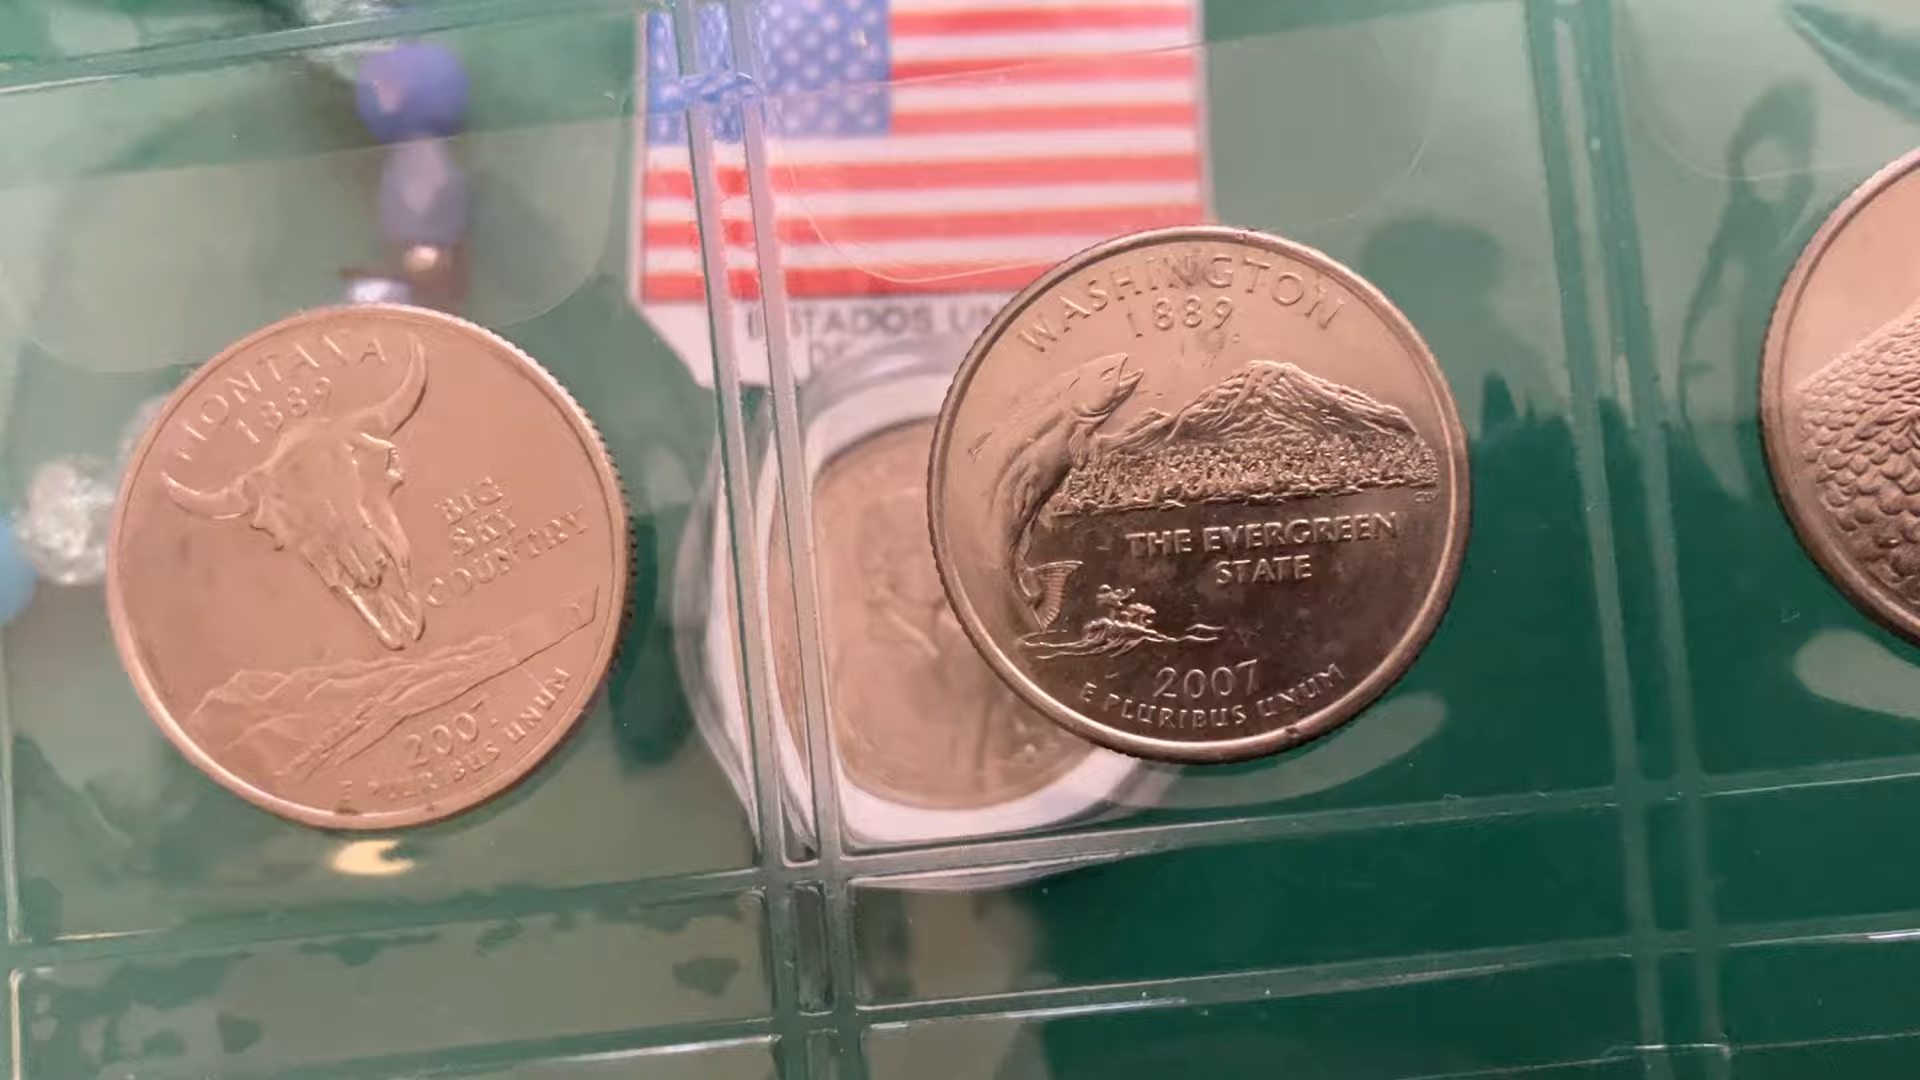 MONTANA
1889
BIG
SKY
COUNTRY
2007
E PLURIBUS UNUM
WASHINGTON
1889
THE EVERGREEN
STATE
2007
E PLURIBUS UNUM